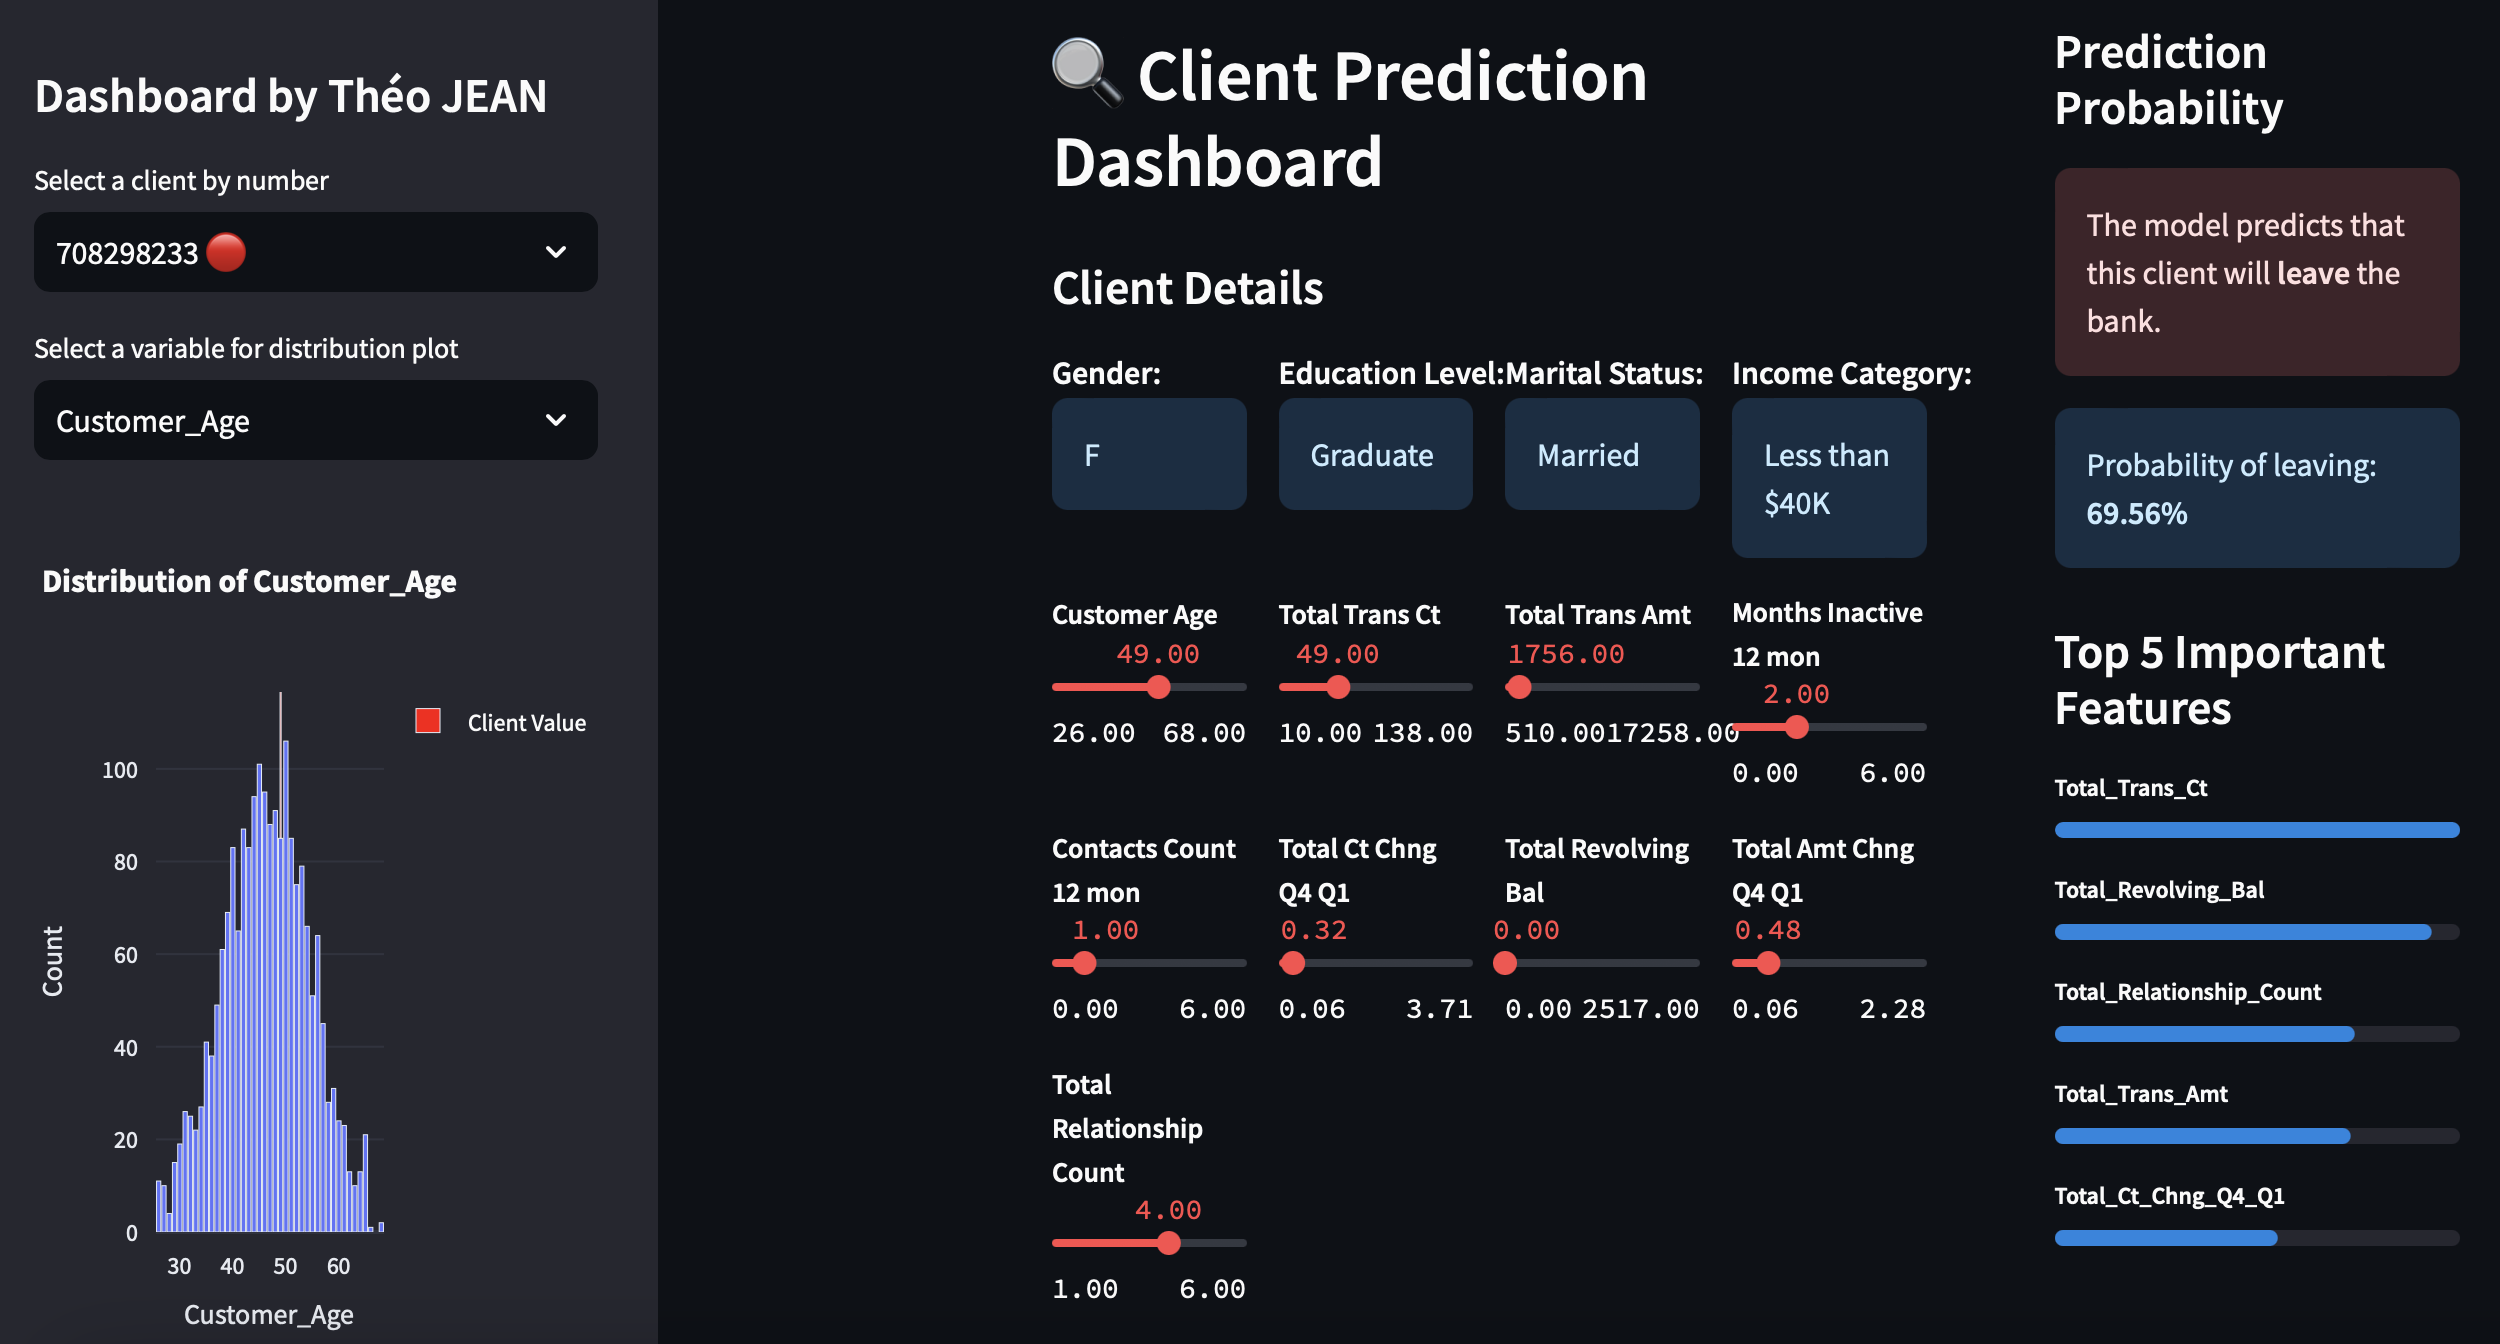 Dashboard by Théo JEAN
Select a client by number
708298233
Select a variable for distribution plot
Customer_Age
Distribution of Customer_Age
Client Value
100
80
60
40
20
0
Count
30 40 50 60
Customer_Age
Client Prediction
Dashboard
Client Details
Gender: Education Level: Marital Status: Income Category:
F Graduate Married Less than
$40K
Customer Age Total Trans Ct Total Trans Amt Months Inactive
12 mon
49.00 49.00 1756.00 2.00
26.00 68.00 10.00 138.00 510.00 17258.00 0.00 6.00
Contacts Count Total Ct Chng Total Revolving Total Amt Chng
12 mon Q4 Q1 Bal Q4 Q1
1.00 0.32 0.00 0.48
0.00 6.00 0.06 3.71 0.00 2517.00 0.06 2.28
Total
Relationship
Count
4.00
1.00 6.00
Prediction
Probability
The model predicts that
this client will leave the
bank.
Probability of leaving:
69.56%
Top 5 Important
Features
Total_Trans_Ct
Total_Revolving_Bal
Total_Relationship_Count
Total_Trans_Amt
Total_Ct_Chng_Q4_Q1